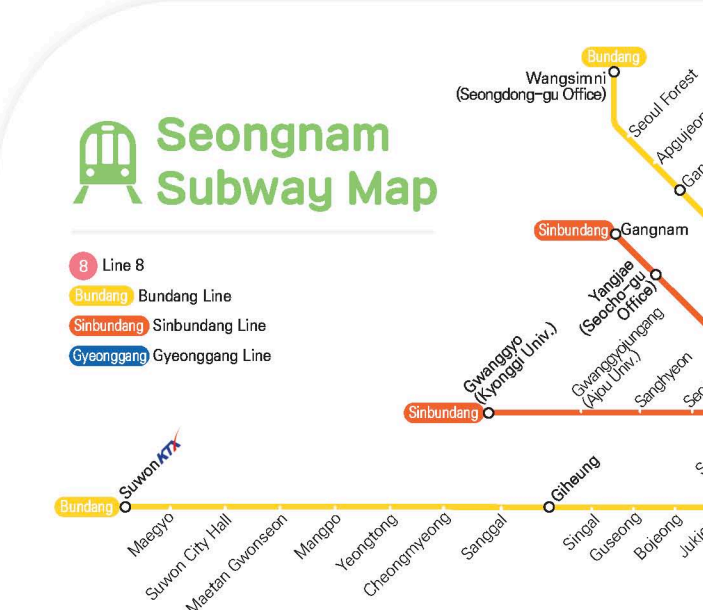 Bundang
Wangsimni
(Seongdong-gu Office)
Seoul Forest
Seongnam
Subway Map
Sinbundang
Gangnam
Yangjae
(Seocho-gu
Office)
8 Line 8
Bundang Bundang Line
Sinbundang Sinbundang Line
Gyeonggang Gyeonggang Line
Sinbundang
Gwanggyo
(Kyonggi Univ.)
Gwanggyojungang
(Ajou Univ.)
Sanghyeon
Bundang
Suwon KTX
Maegyo
Suwon City Hall
Maetan Gwonseon
Mangpo
Yeongtong
Cheongmyeong
Sanggal
Giheung
Singal
Guseong
Bojeong